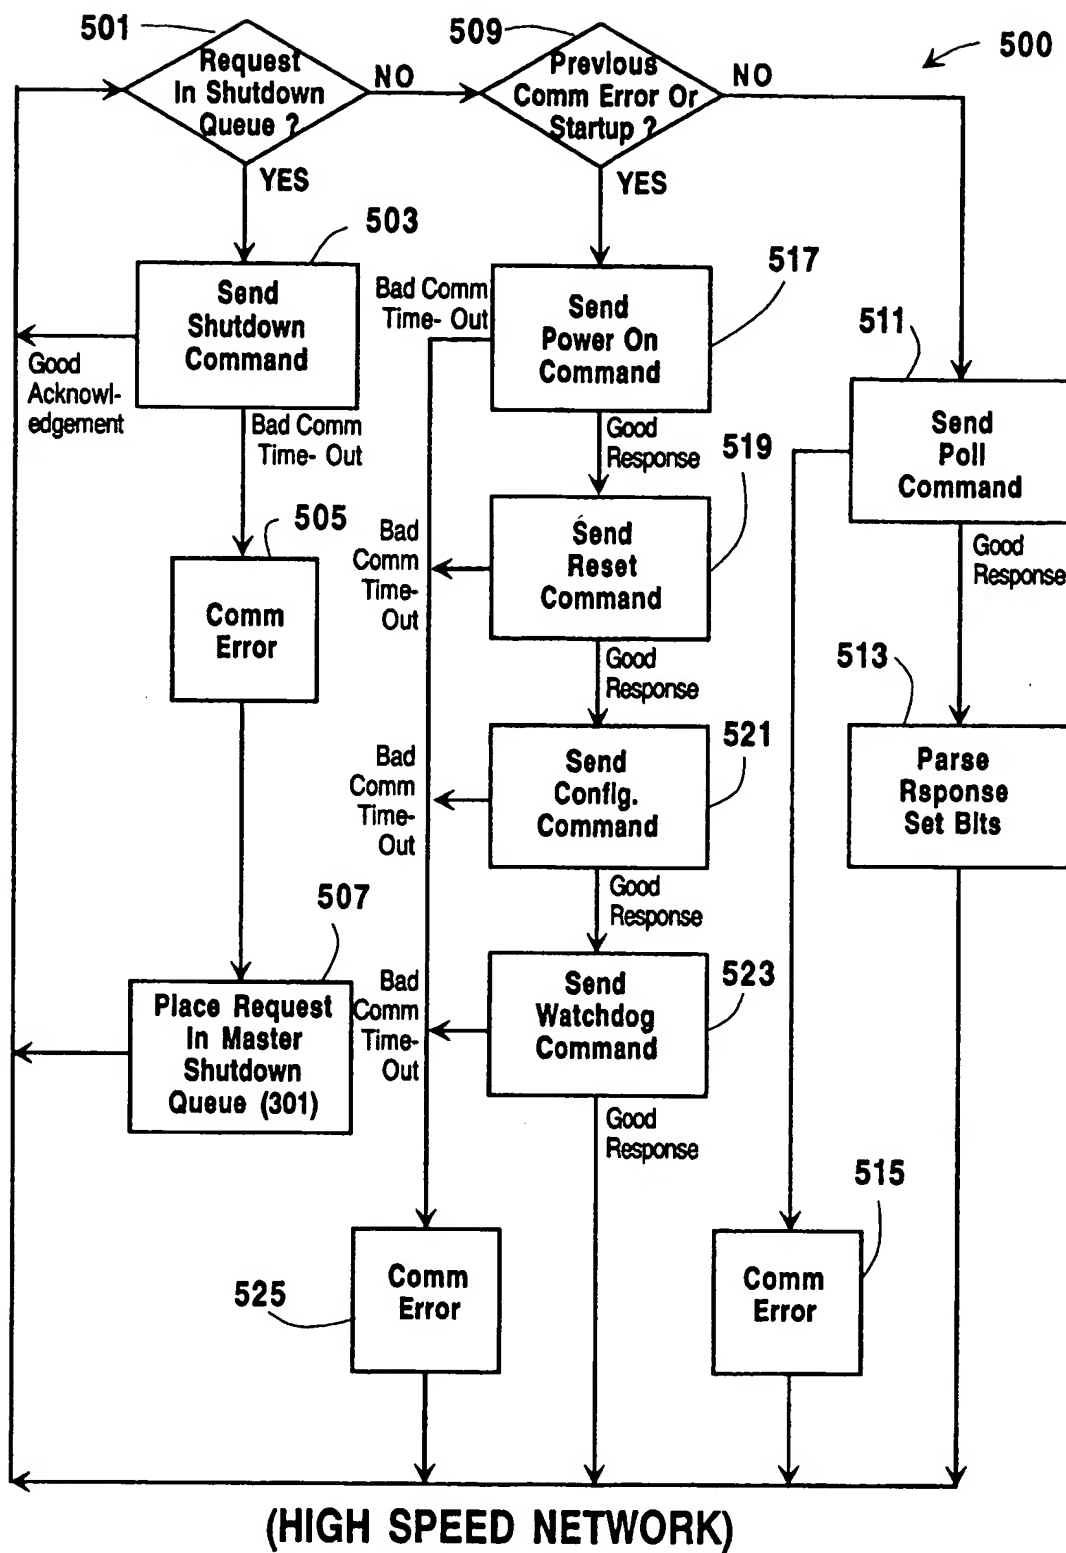 501
Request
In Shutdown
Queue ?
NO
YES
509
Previous
Comm Error Or
Startup ?
NO
YES
500
503
Send
Shutdown
Command
Good
Acknowl-
edgement
Bad Comm
Time- Out
505
Comm
Error
507
Place Request
In Master
Shutdown
Queue (301)
Bad Comm
Time- Out
517
Send
Power On
Command
Good
Response
519
Send
Reset
Command
Bad
Comm
Time-
Out
Good
Response
521
Send
Config.
Command
Bad
Comm
Time-
Out
Good
Response
523
Send
Watchdog
Command
Bad
Comm
Time-
Out
Good
Response
525
Comm
Error
511
Send
Poll
Command
Good
Response
513
Parse
Rsponse
Set Bits
515
Comm
Error
(HIGH SPEED NETWORK)